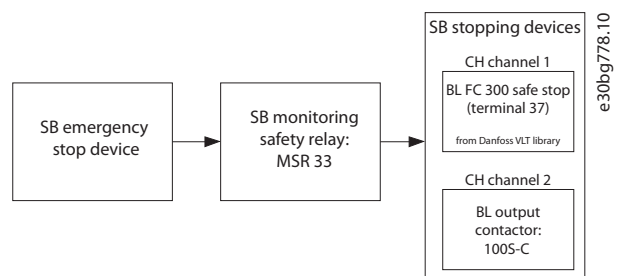 SB emergency
stop device
SB monitoring
safety relay:
MSR 33
SB stopping devices
CH channel 1
BL FC 300 safe stop
(terminal 37)
from Danfoss VLT library
CH channel 2
BL output
contactor:
100S-C
e30bg778.10